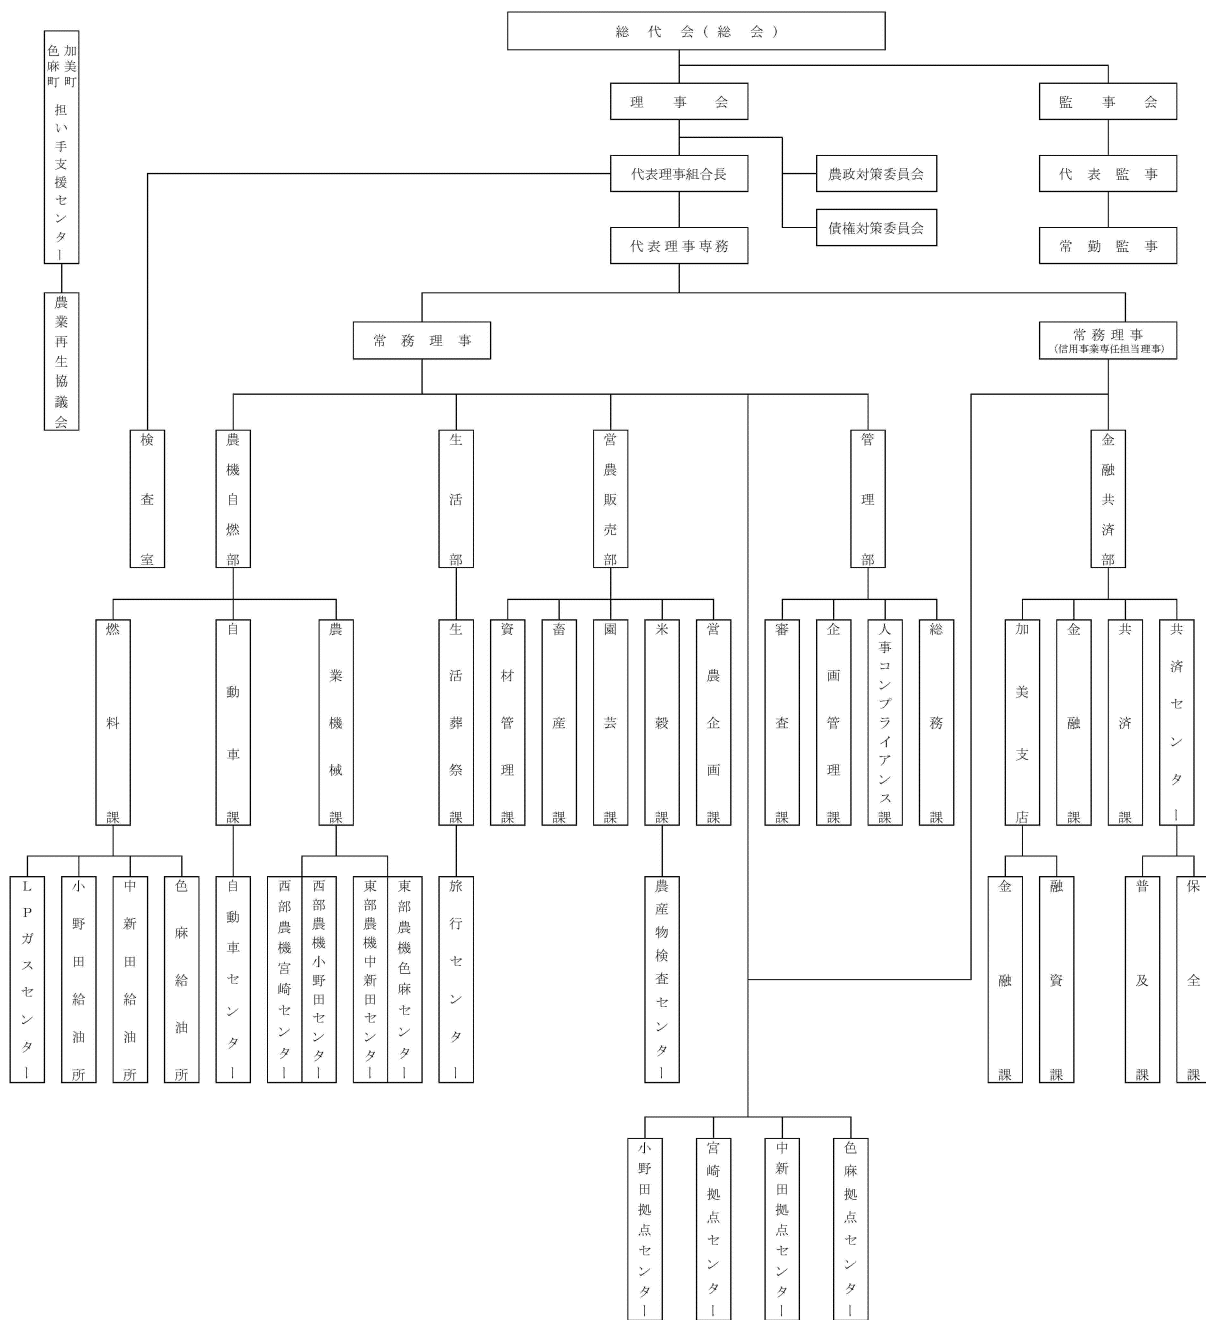 総代会(総会)
加美町
色麻町
担い手支援センター
理事会
監事会
代表理事組合長
農政対策委員会
代表監事
債権対策委員会
代表理事専務
常勤監事
農業再生協議会
常務理事
常務理事
(信用事業専任担当理事)
検査室
農機自燃部
生活部
営農販売部
管理部
金融共済部
燃料課
自動車課
農業機械課
生活葬祭課
資材管理課
畜産課
園芸課
米穀課
営農企画課
審査課
企画管理課
人事コンプライアンス課
総務課
加美支店
金融課
共済課
共済センター
LPガスセンター
小野田給油所
中新田給油所
色麻給油所
自動車センター
西部農機宮崎センター
西部農機小野田センター
東部農機中新田センター
東部農機色麻センター
旅行センター
農産物検査センター
金融課
融資課
普及課
保全課
小野田拠点センター
宮崎拠点センター
中新田拠点センター
色麻拠点センター